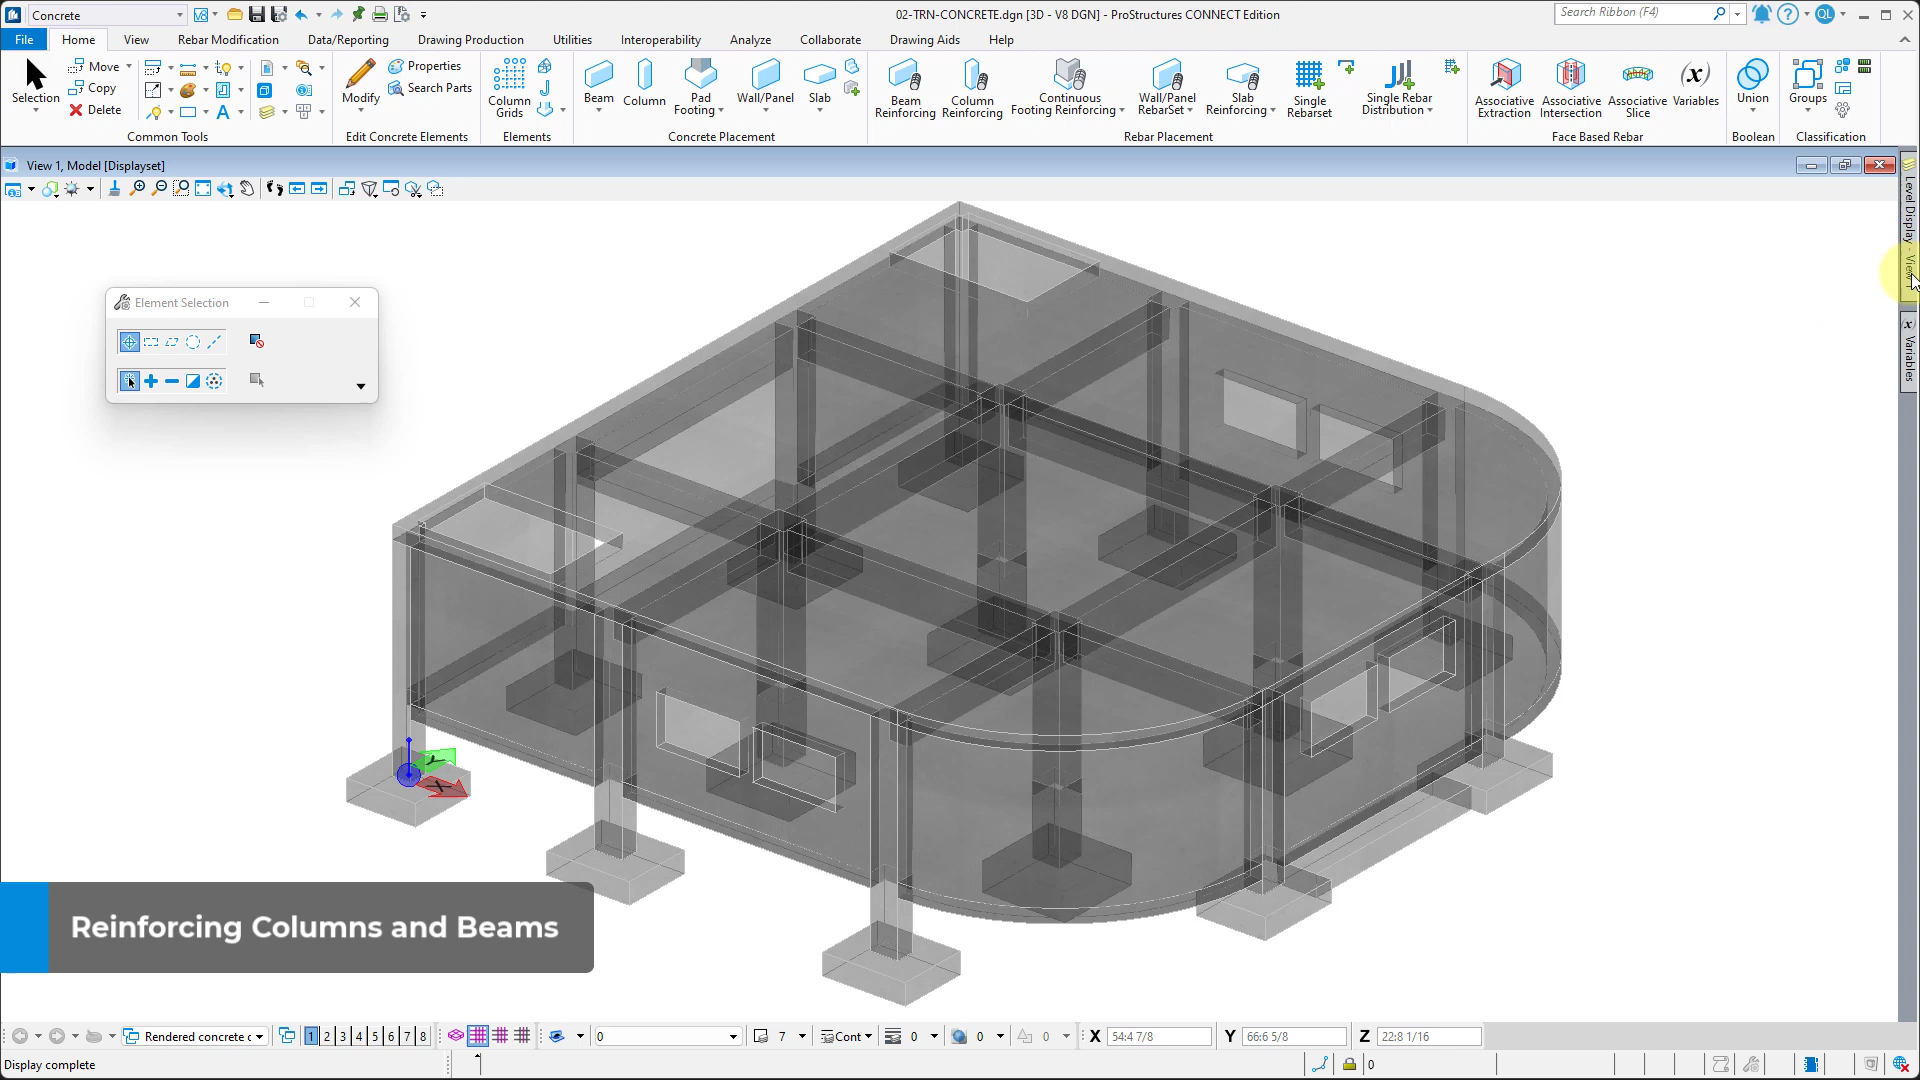 Concrete
02-TRN-CONCRETE.dgn [3D - V8 DGN] - ProStructures CONNECT Edition
Search Ribbon (F4)
QL
File Home View Rebar Modification Data/Reporting Drawing Production Utilities Interoperability Analyze Collaborate Drawing Aids Help
Selection
Move
Copy
Delete
Common Tools
Modify
Properties
Search Parts
Edit Concrete Elements
Column Grids
Elements
Beam
Column
Pad Footing
Wall/Panel
Slab
Concrete Placement
Beam Reinforcing
Column Reinforcing
Continuous Footing Reinforcing
Wall/Panel RebarSet
Slab Reinforcing
Single Rebarset
Single Rebar Distribution
Rebar Placement
Associative Extraction
Associative Intersection
Associative Slice
(x)
Variables
Face Based Rebar
Union
Boolean
Groups
Classification
View 1, Model [Displayset]
Level Display - View
(x) Variables
Element Selection
Y
X
Reinforcing Columns and Beams
Rendered concrete c
1 2 3 4 5 6 7 8
0
7
Cont
0
0
0
X 54:4 7/8
Y 66:6 5/8
Z 22:8 1/16
Display complete
0